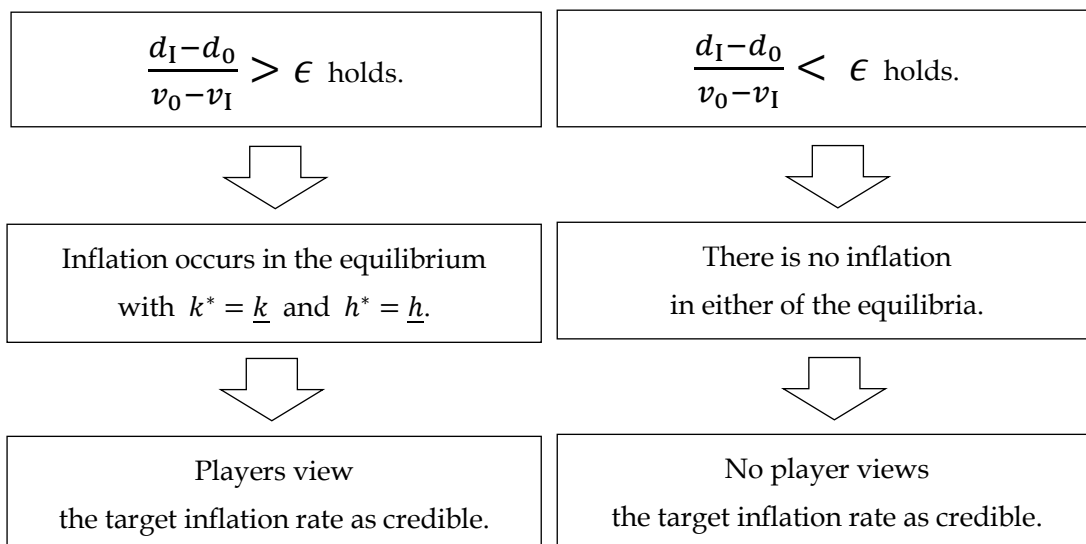 (d_I−d_0)/(v_0−v_I) > ϵ holds.
Inflation occurs in the equilibrium
with k* = k̲ and h* = h̲.
Players view
the target inflation rate as credible.
(d_I−d_0)/(v_0−v_I) < ϵ holds.
There is no inflation
in either of the equilibria.
No player views
the target inflation rate as credible.